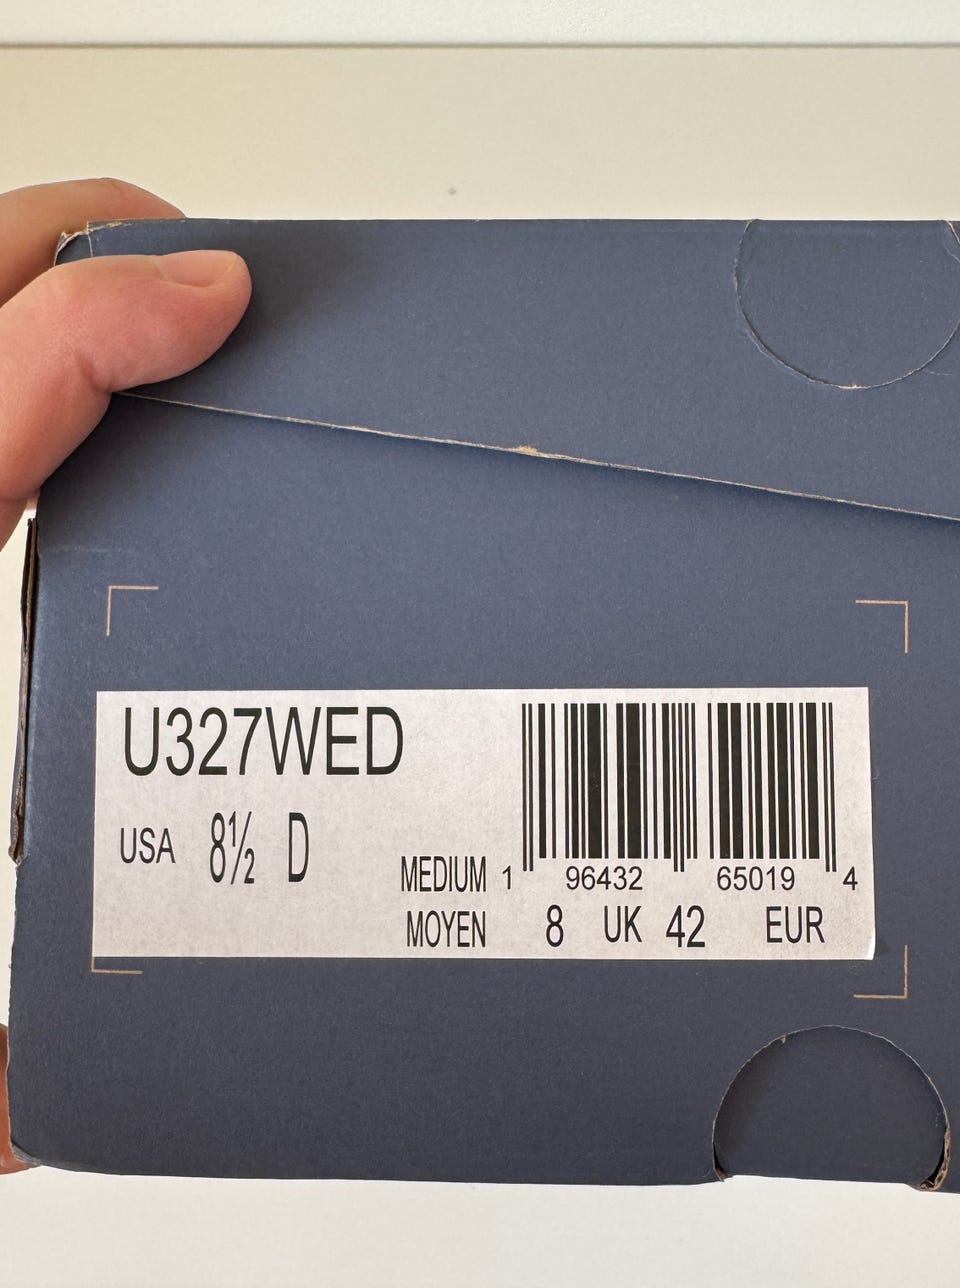 U327WED
USA 8½ D
MEDIUM 1 96432 65019 4
MOYEN 8 UK 42 EUR